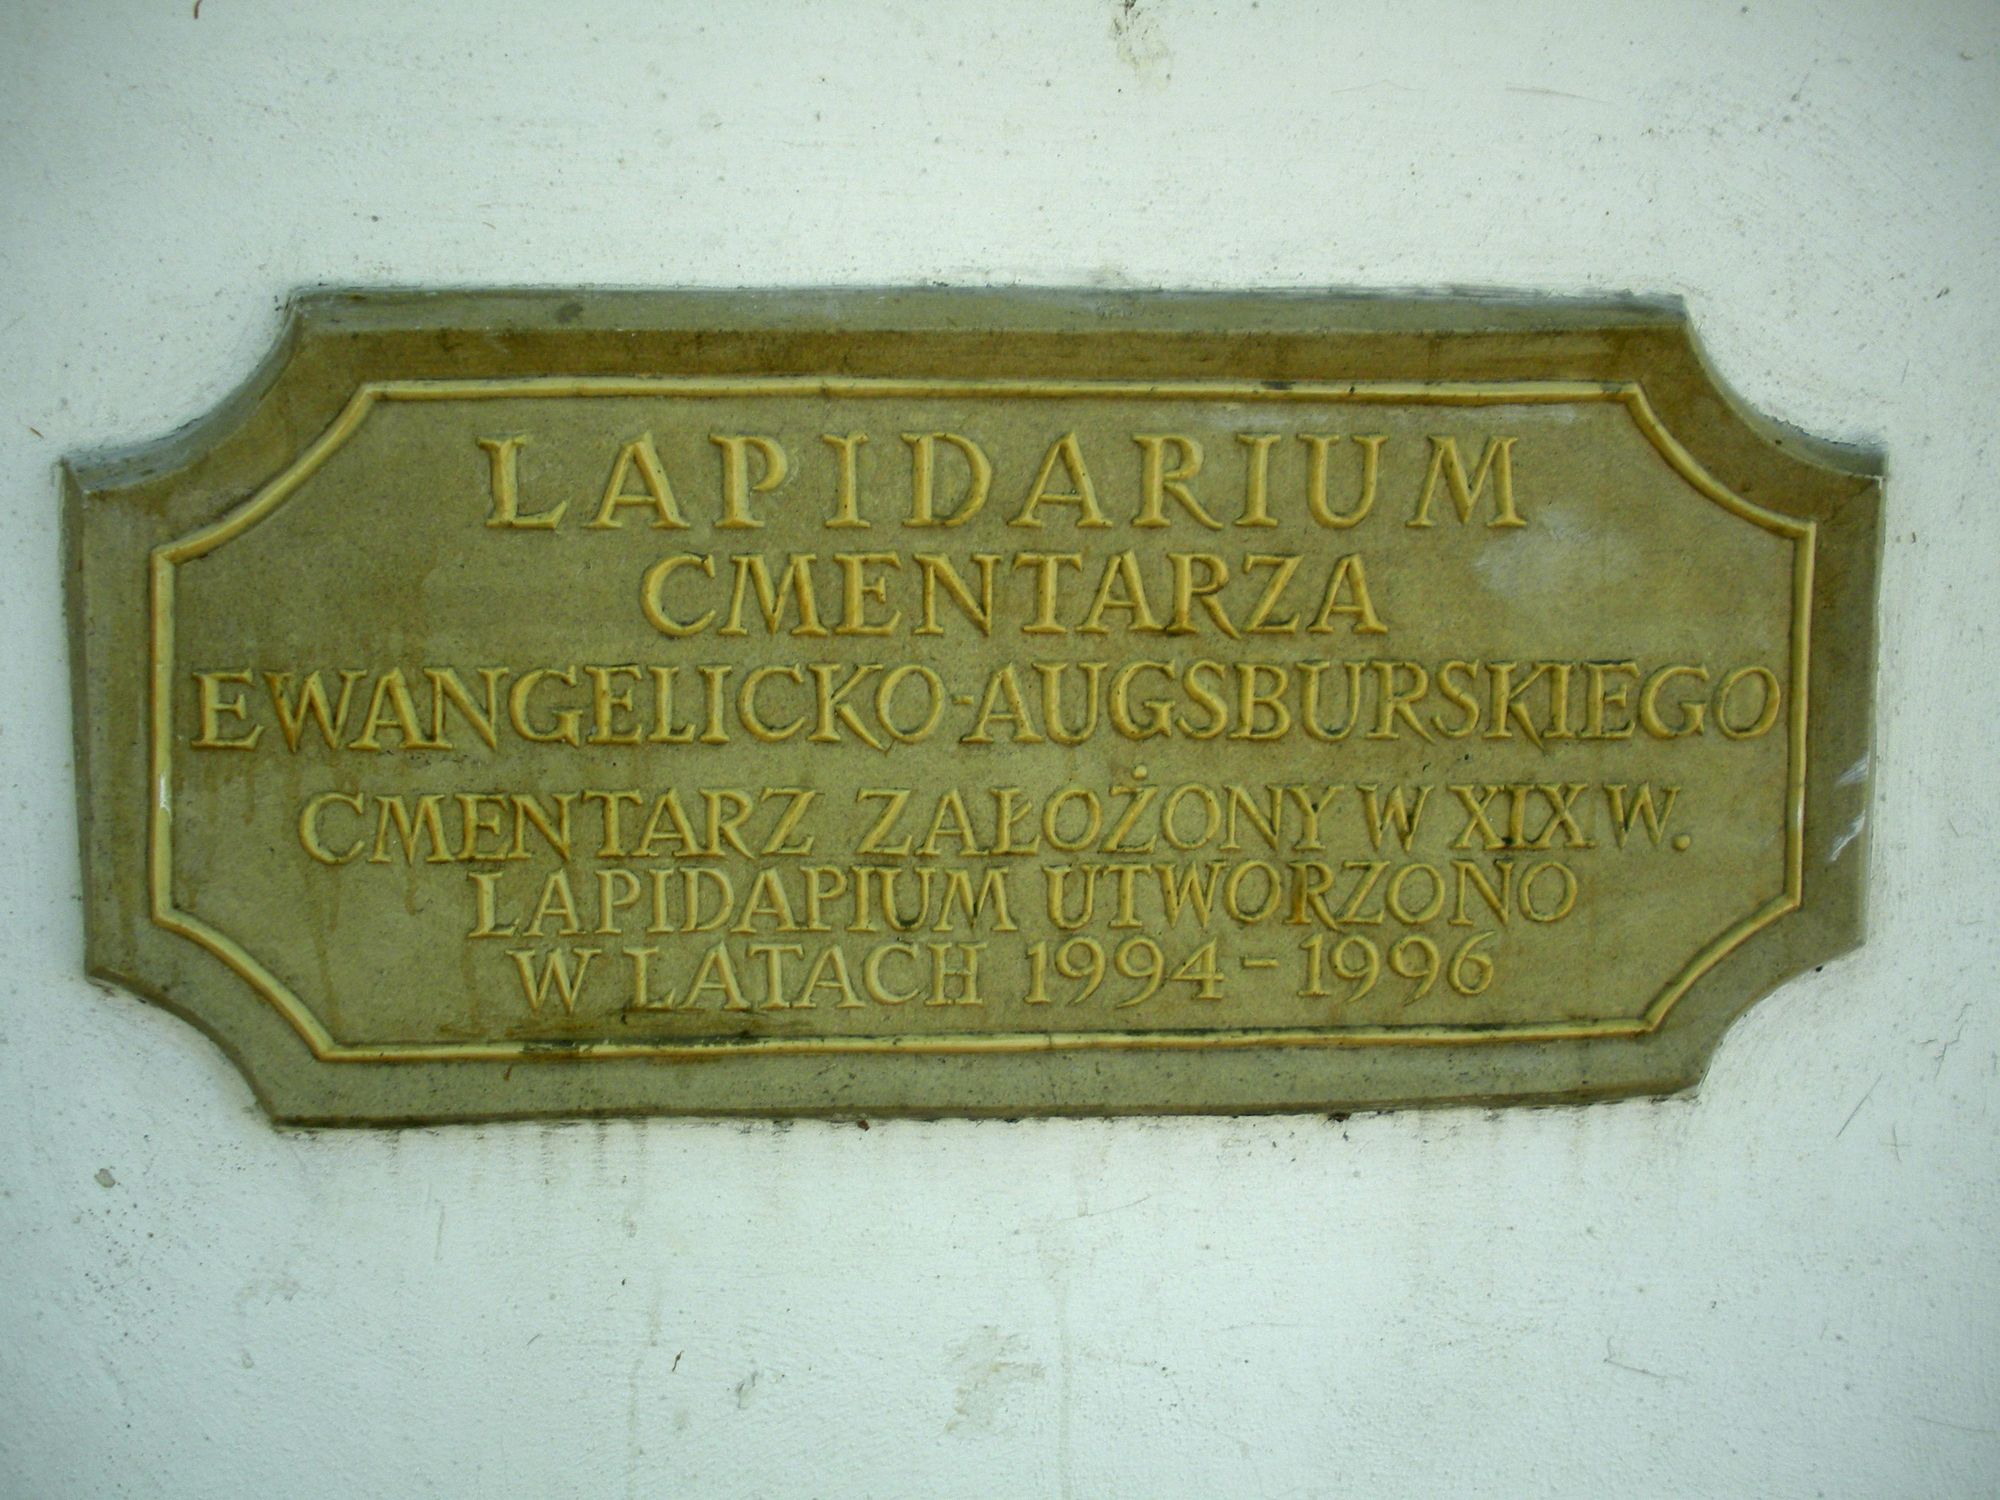 LAPIDARIUM
CMENTARZA
EWANGELICKO-AUGSBURSKIEGO
CMENTARZ ZAŁOŻONY W XIX W.
LAPIDAPIUM UTWORZONO
W LATACH 1994-1996